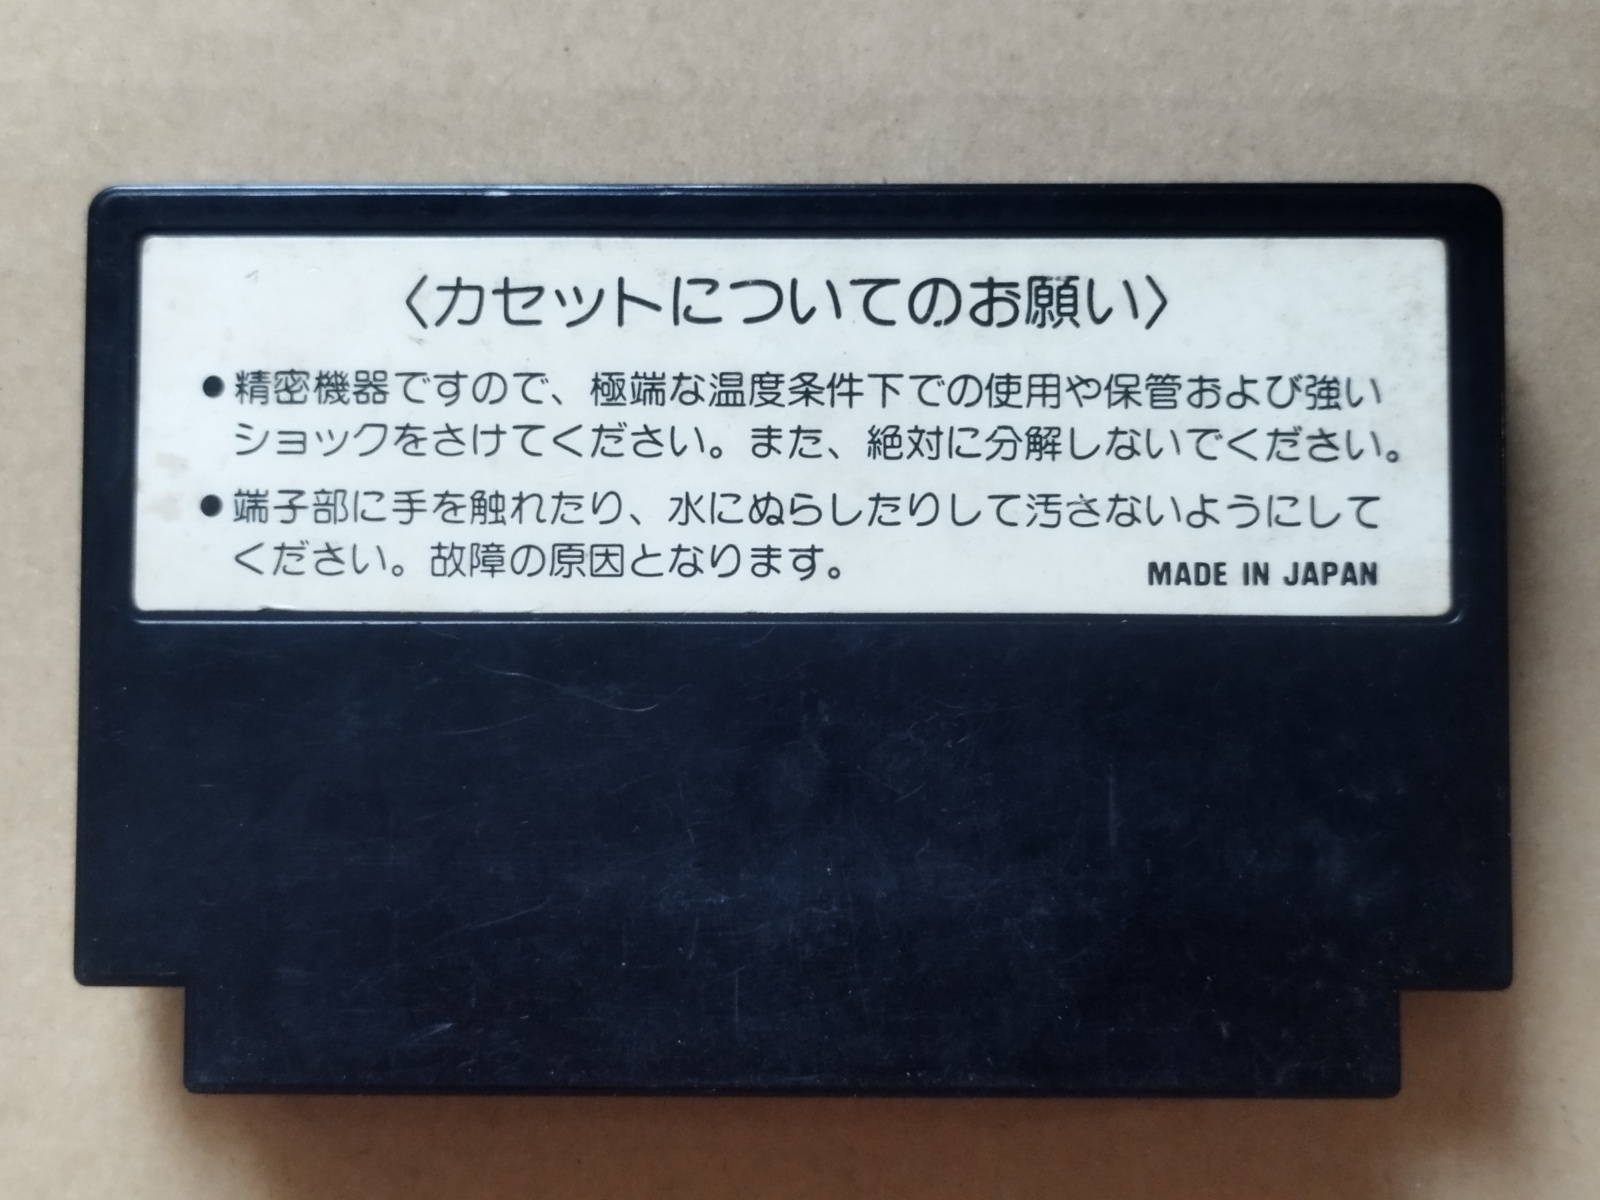 〈カセットについてのお願い〉
●精密機器ですので、極端な温度条件下での使用や保管および強い
ショックをさけてください。また、絶対に分解しないでください。
●端子部に手を触れたり、水にぬらしたりして汚さないようにして
ください。故障の原因となります。
MADE IN JAPAN